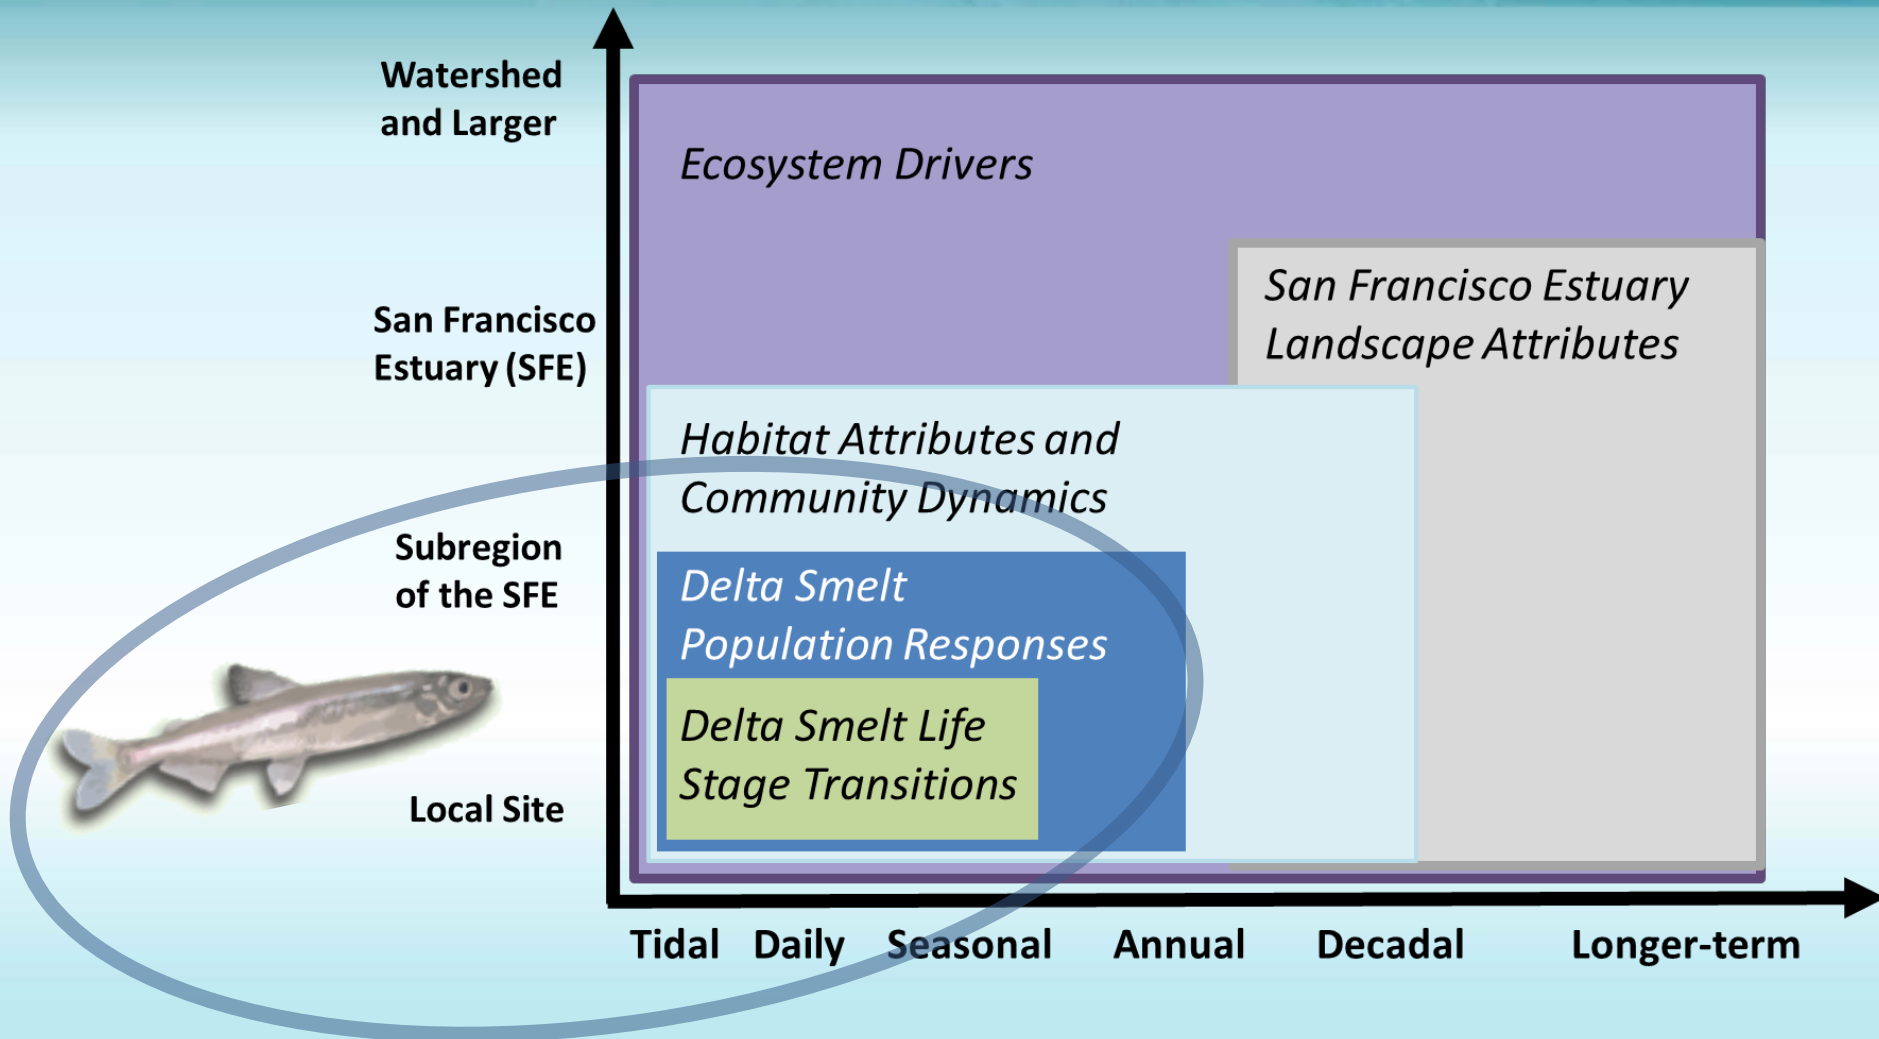 Watershed
and Larger
Ecosystem Drivers
San Francisco Estuary
Landscape Attributes
San Francisco
Estuary (SFE)
Habitat Attributes and
Community Dynamics
Subregion
of the SFE
Delta Smelt
Population Responses
Delta Smelt Life
Stage Transitions
Local Site
Tidal Daily Seasonal Annual Decadal Longer-term